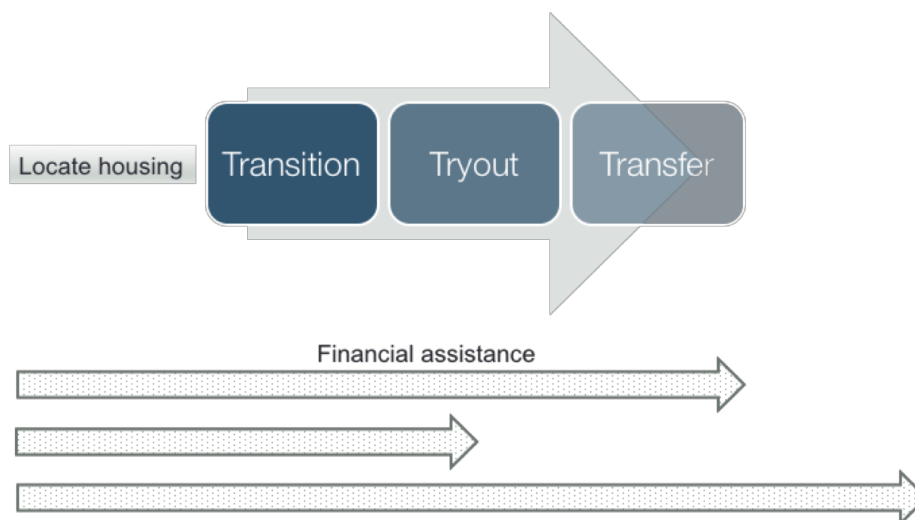 Locate housing
Transition
Tryout
Transfer
Financial assistance